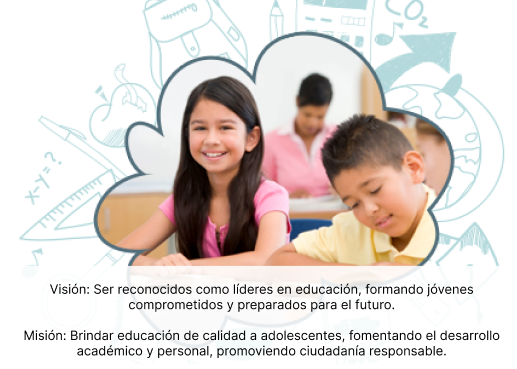 CO₂
x-y=?
Visión: Ser reconocidos como líderes en educación, formando jóvenes
comprometidos y preparados para el futuro.
Misión: Brindar educación de calidad a adolescentes, fomentando el desarrollo
académico y personal, promoviendo ciudadanía responsable.